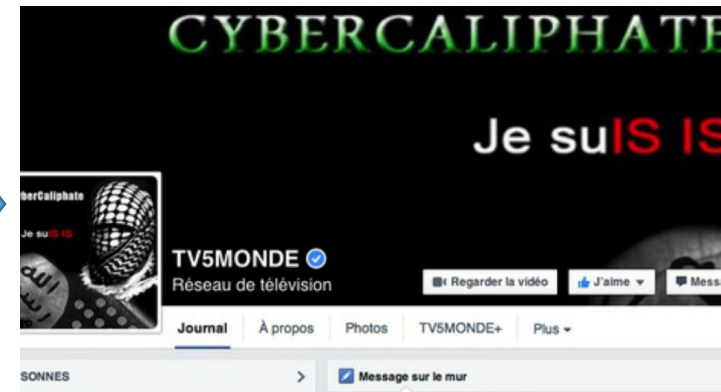 CYBERCALIPHATE
Je suIS IS
berCaliphate
Je suIS IS
TV5MONDE
Réseau de télévision
Regarder la vidéo
J'aime
Messa
Journal
À propos
Photos
TV5MONDE+
Plus
SONNES
Message sur le mur